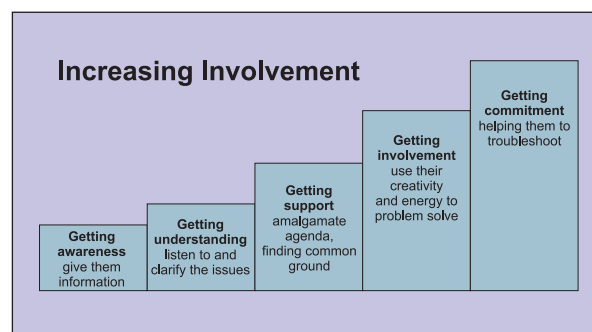 Increasing Involvement
Getting
awareness
give them
information
Getting
understanding
listen to and
clarify the issues
Getting
support
amalgamate
agenda,
finding common
ground
Getting
involvement
use their
creativity
and energy to
problem solve
Getting
commitment
helping them to
troubleshoot